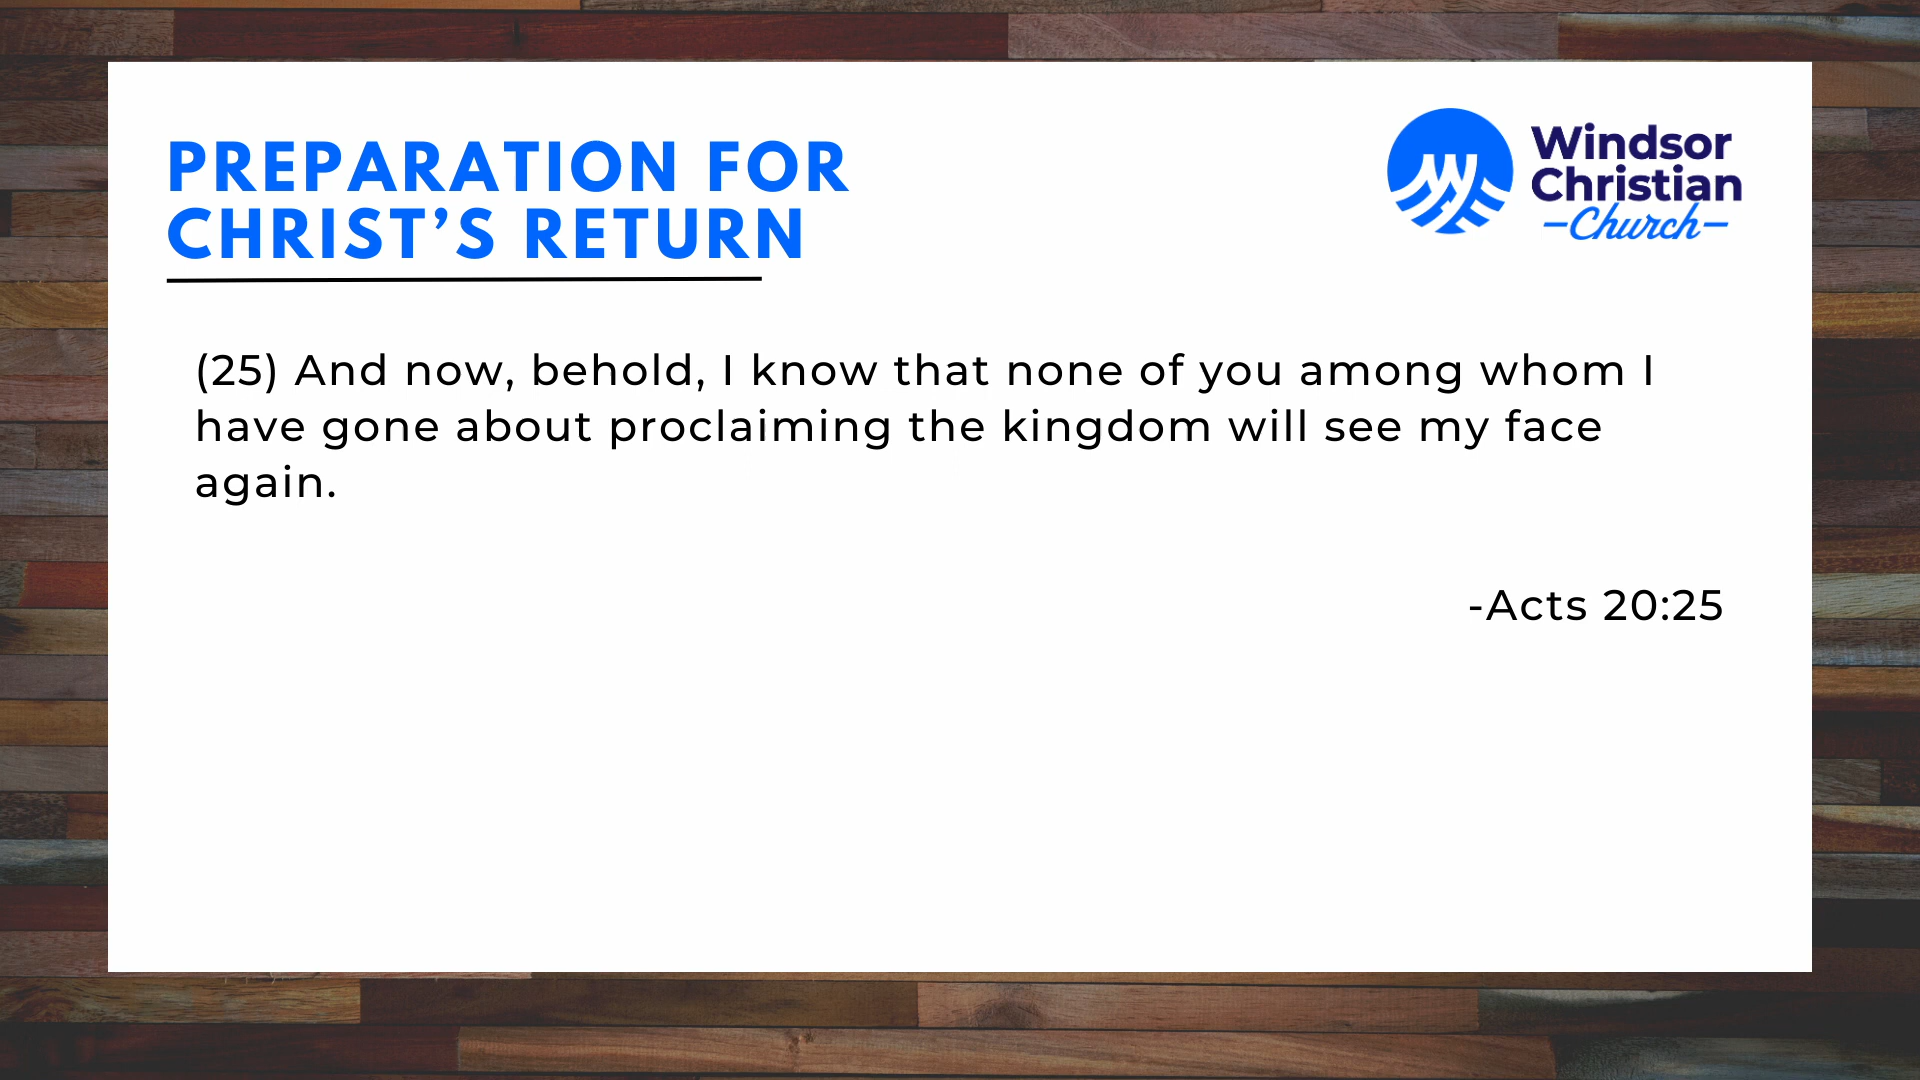 PREPARATION FOR
CHRIST’S RETURN
Windsor
Christian
-Church-
(25) And now, behold, I know that none of you among whom I
have gone about proclaiming the kingdom will see my face
again.
-Acts 20:25